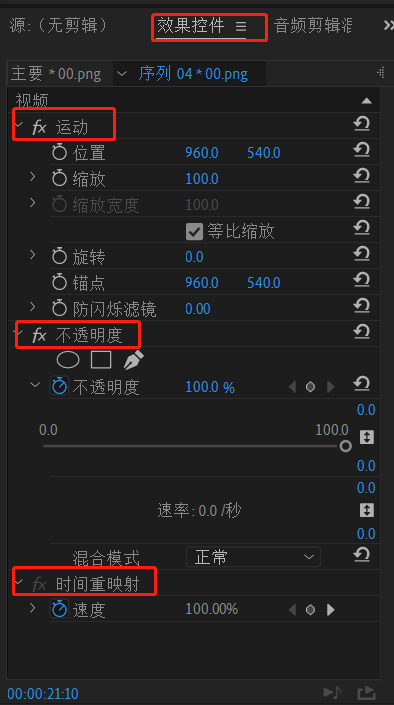 源:（无剪辑） 效果控件 音频剪辑混
主要 * 00.png 序列 04 * 00.png
视频
fx 运动
位置 960.0 540.0
缩放 100.0
缩放宽度 100.0
等比缩放
旋转 0.0
锚点 960.0 540.0
防闪烁滤镜 0.00
fx 不透明度
不透明度 100.0 %
0.0
0.0 100.0
0.0
0.0
速率: 0.0 /秒
0.0
混合模式 正常
fx 时间重映射
速度 100.00%
00:00:21:10